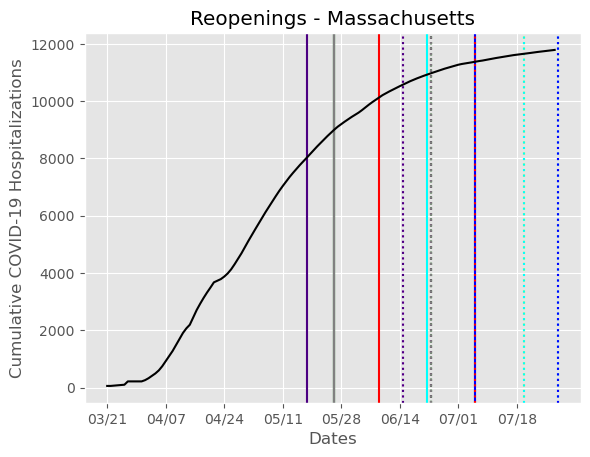 Reopenings - Massachusetts
Cumulative COVID-19 Hospitalizations
12000
10000
8000
6000
4000
2000
0
03/21 04/07 04/24 05/11 05/28 06/14 07/01 07/18
Dates